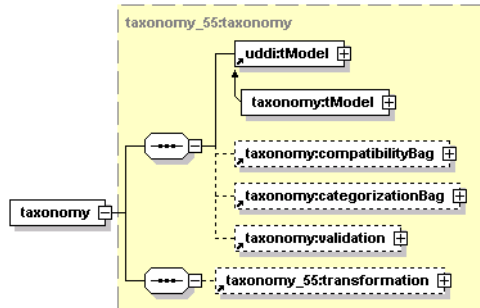 taxonomy_55:taxonomy
uddi:tModel
taxonomy:tModel
taxonomy:compatibilityBag
taxonomy:categorizationBag
taxonomy
taxonomy:validation
taxonomy_55:transformation